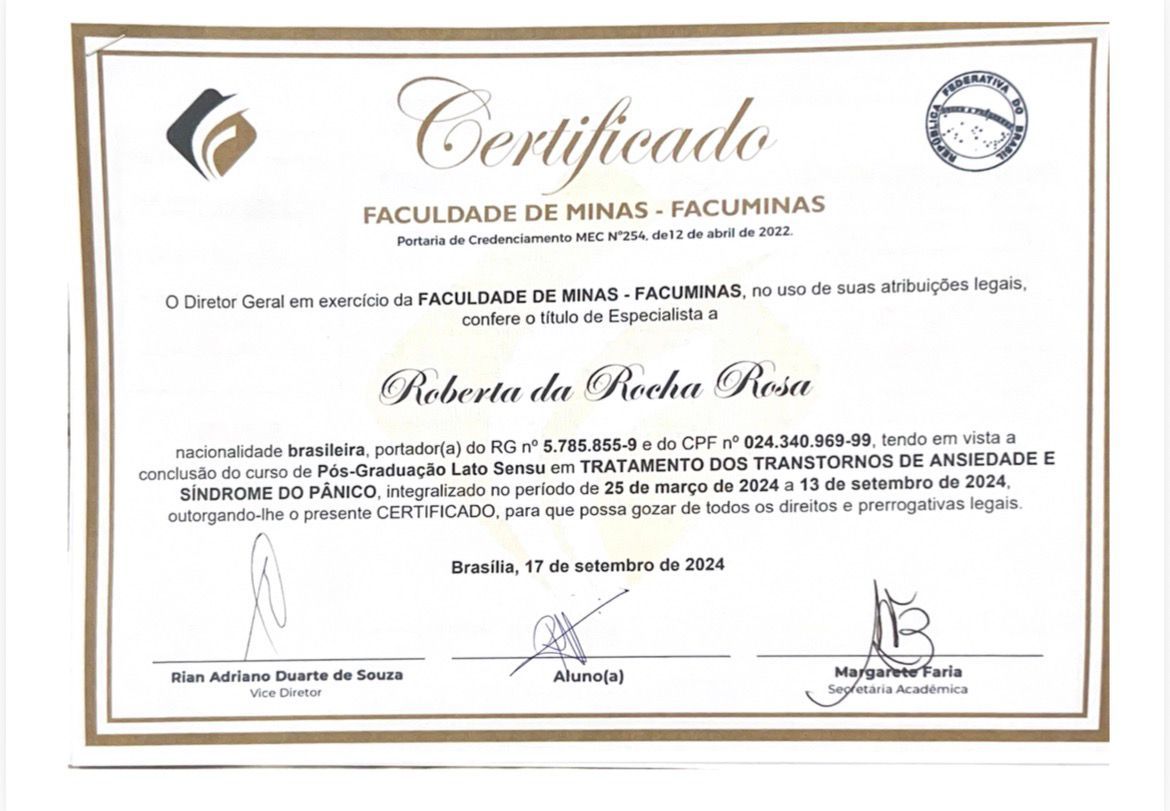 Certificado
REPÚBLICA FEDERATIVA DO BRASIL
FACULDADE DE MINAS - FACUMINAS
Portaria de Credenciamento MEC Nº254, de12 de abril de 2022.
O Diretor Geral em exercício da FACULDADE DE MINAS - FACUMINAS, no uso de suas atribuições legais,
confere o título de Especialista a
Roberta da Rocha Rosa
nacionalidade brasileira, portador(a) do RG nº 5.785.855-9 e do CPF nº 024.340.969-99, tendo em vista a
conclusão do curso de Pós-Graduação Lato Sensu em TRATAMENTO DOS TRANSTORNOS DE ANSIEDADE E
SÍNDROME DO PÂNICO, integralizado no período de 25 de março de 2024 a 13 de setembro de 2024,
outorgando-lhe o presente CERTIFICADO, para que possa gozar de todos os direitos e prerrogativas legais.
Brasília, 17 de setembro de 2024
Rian Adriano Duarte de Souza
Vice Diretor
Aluno(a)
Margarete Faria
Secretária Acadêmica